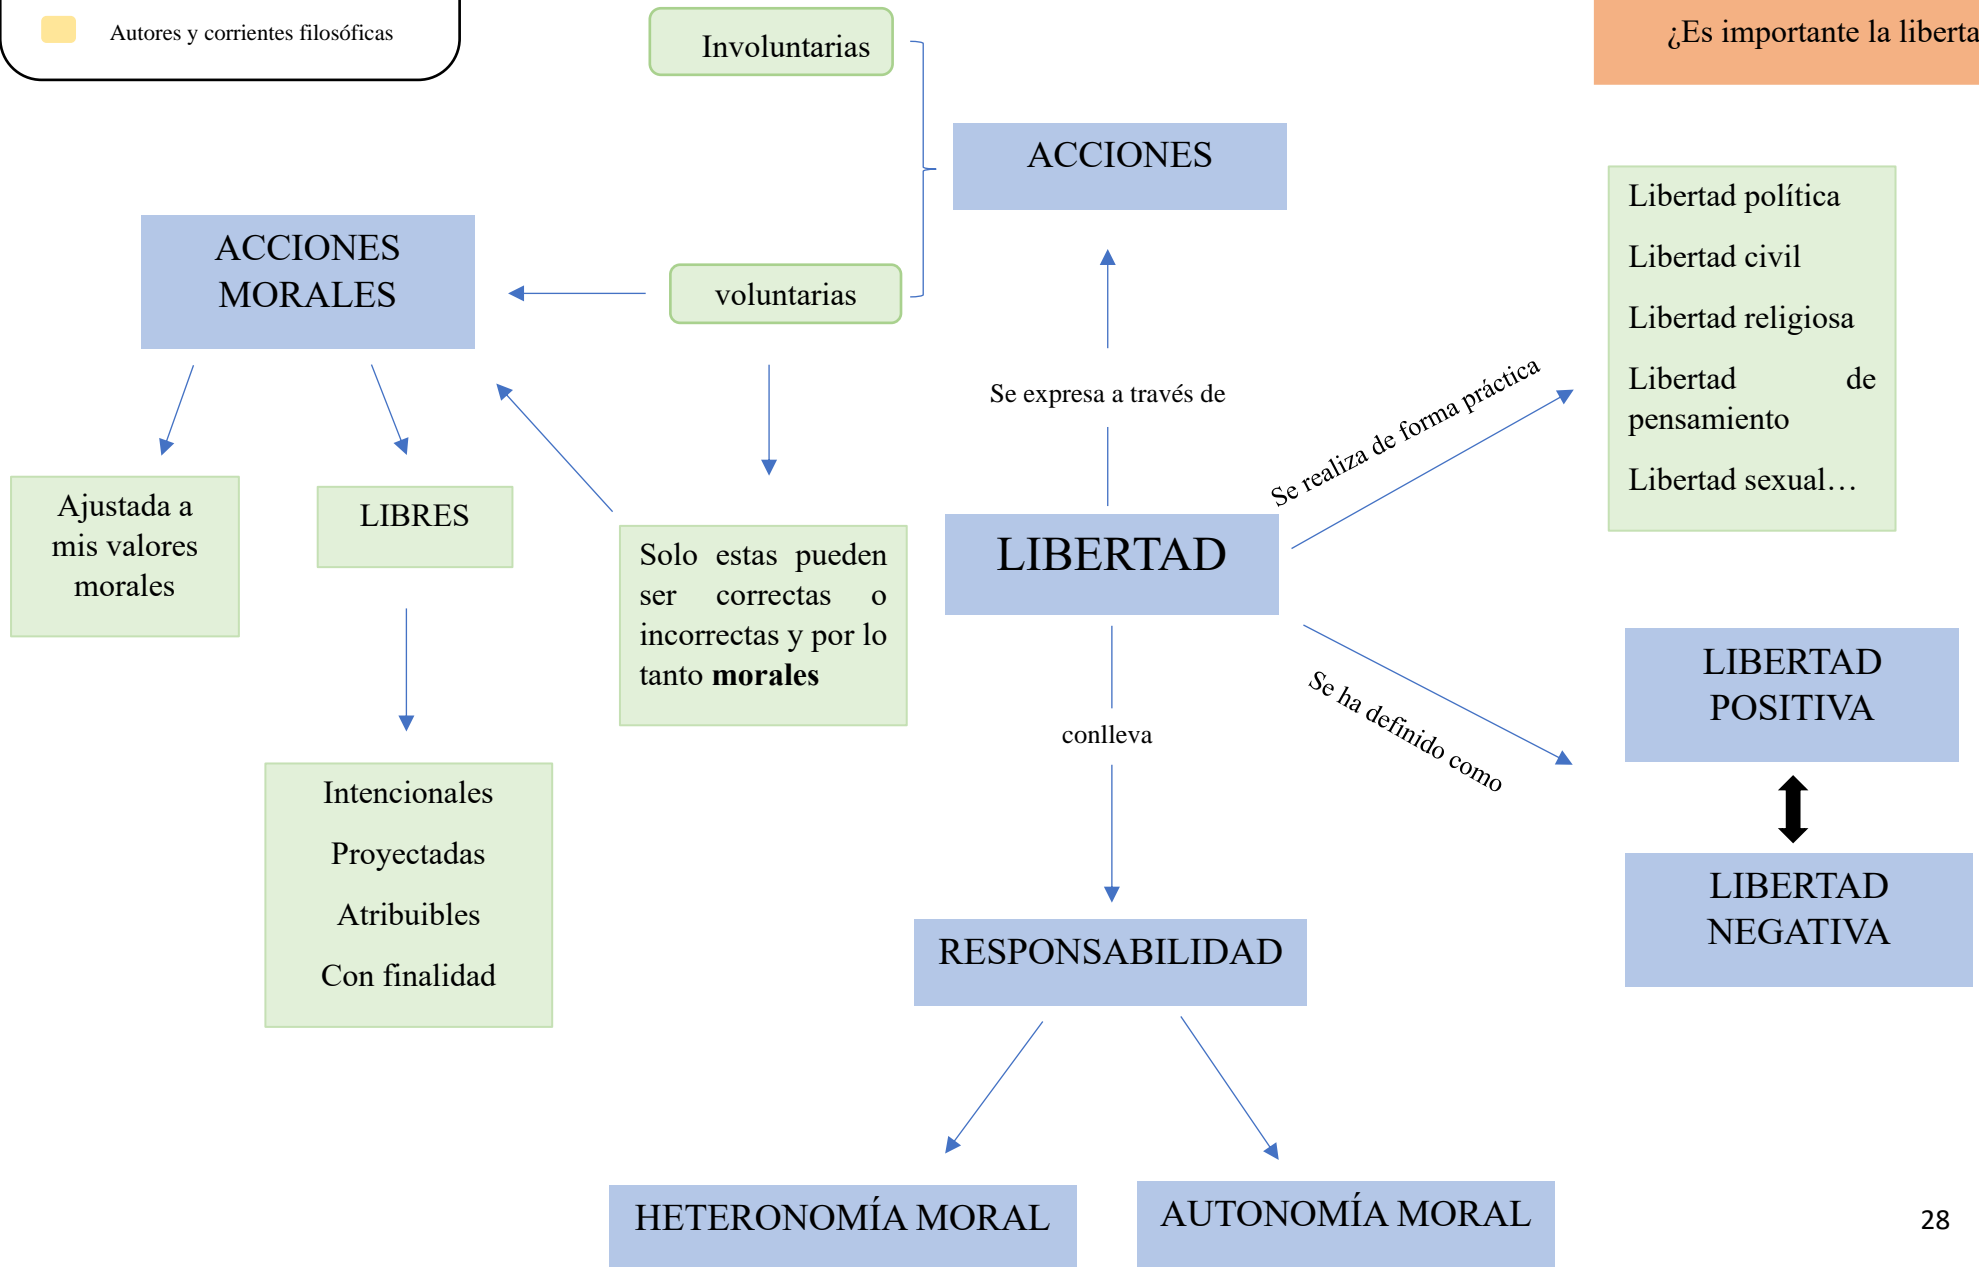 Autores y corrientes filosóficas
Involuntarias
¿Es importante la liberta
ACCIONES
ACCIONES
MORALES
voluntarias
Libertad política
Libertad civil
Libertad religiosa
Libertad de
pensamiento
Libertad sexual…
Se expresa a través de
Se realiza de forma práctica
Ajustada a
mis valores
morales
LIBRES
Solo estas pueden
ser correctas o
incorrectas y por lo
tanto morales
LIBERTAD
LIBERTAD
POSITIVA
Se ha definido como
conlleva
Intencionales
Proyectadas
Atribuibles
Con finalidad
LIBERTAD
NEGATIVA
RESPONSABILIDAD
HETERONOMÍA MORAL
AUTONOMÍA MORAL
28